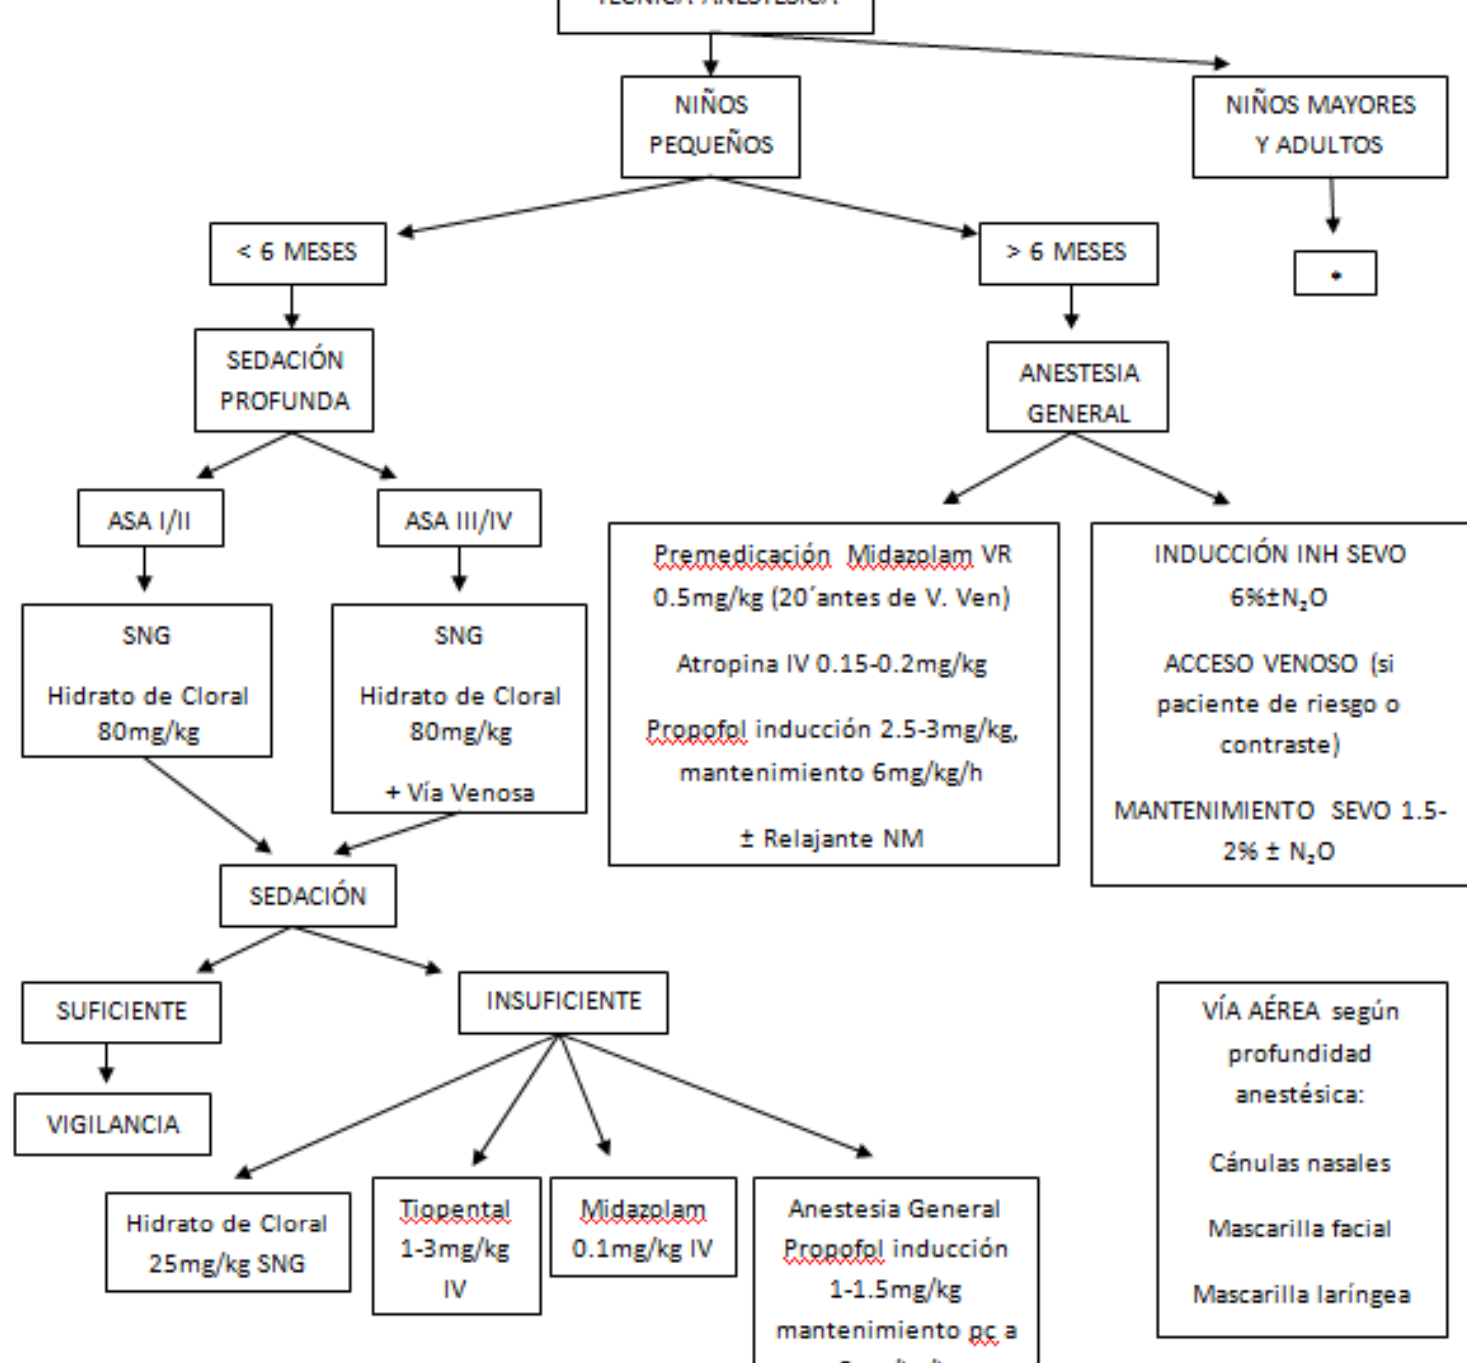 TÉCNICA ANESTÉSICA
NIÑOS
PEQUEÑOS
NIÑOS MAYORES
Y ADULTOS
< 6 MESES
> 6 MESES
*
SEDACIÓN
PROFUNDA
ANESTESIA
GENERAL
ASA I/II
ASA III/IV
SNG
Hidrato de Cloral
80mg/kg
SNG
Hidrato de Cloral
80mg/kg
+ Vía Venosa
Premedicación Midazolam VR
0.5mg/kg (20´antes de V. Ven)
Atropina IV 0.15-0.2mg/kg
Propofol inducción 2.5-3mg/kg,
mantenimiento 6mg/kg/h
± Relajante NM
INDUCCIÓN INH SEVO
6%±N₂O
ACCESO VENOSO (si
paciente de riesgo o
contraste)
MANTENIMIENTO SEVO 1.5-
2% ± N₂O
SEDACIÓN
SUFICIENTE
INSUFICIENTE
VIGILANCIA
Hidrato de Cloral
25mg/kg SNG
Tiopental
1-3mg/kg
IV
Midazolam
0.1mg/kg IV
Anestesia General
Propofol inducción
1-1.5mg/kg
mantenimiento pc a
VÍA AÉREA según
profundidad
anestésica:
Cánulas nasales
Mascarilla facial
Mascarilla laríngea